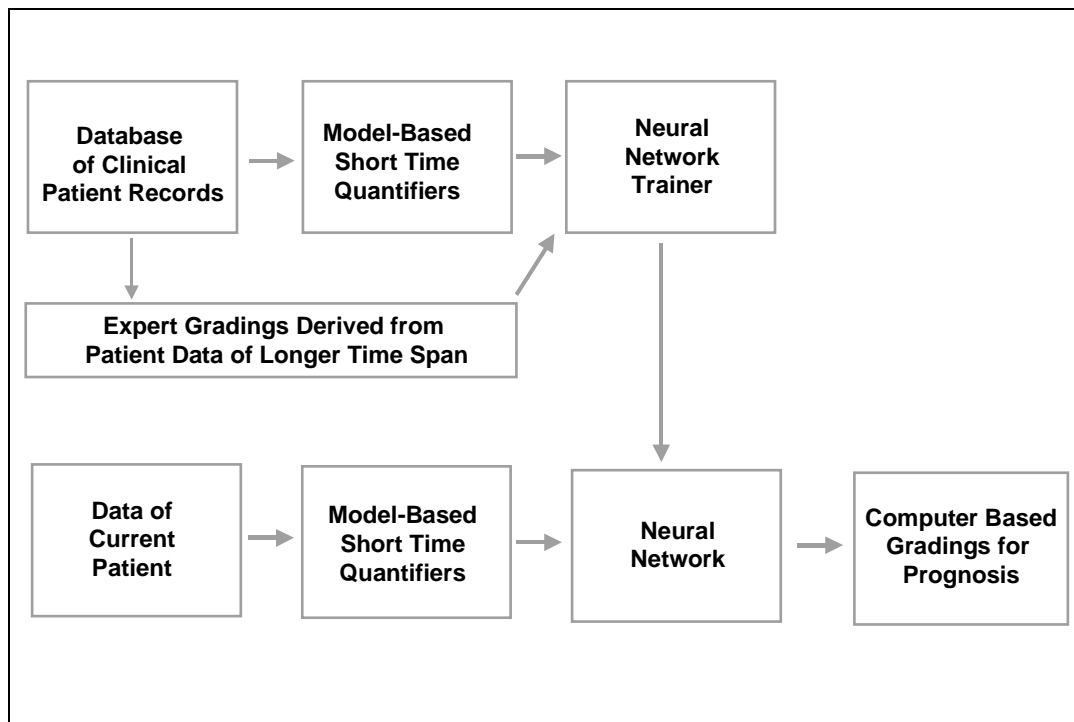 Database
of Clinical
Patient Records
Model-Based
Short Time
Quantifiers
Neural
Network
Trainer
Expert Gradings Derived from
Patient Data of Longer Time Span
Data of
Current
Patient
Model-Based
Short Time
Quantifiers
Neural
Network
Computer Based
Gradings for
Prognosis